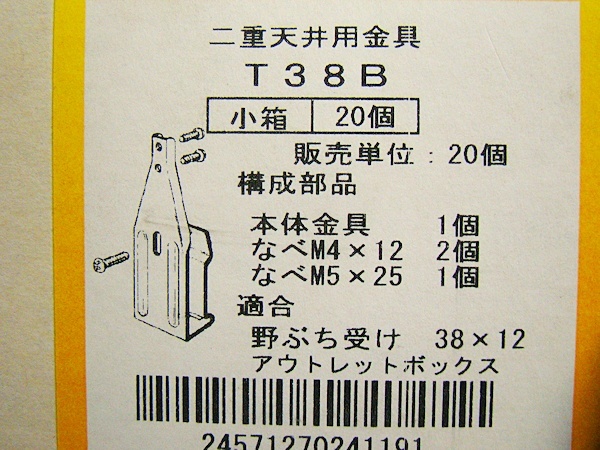 二重天井用金具
T38B
小箱 20個
販売単位：20個
構成部品
本体金具 1個
なべM4×12 2個
なべM5×25 1個
適合
野ぶち受け 38×12
アウトレットボックス
24571270241191